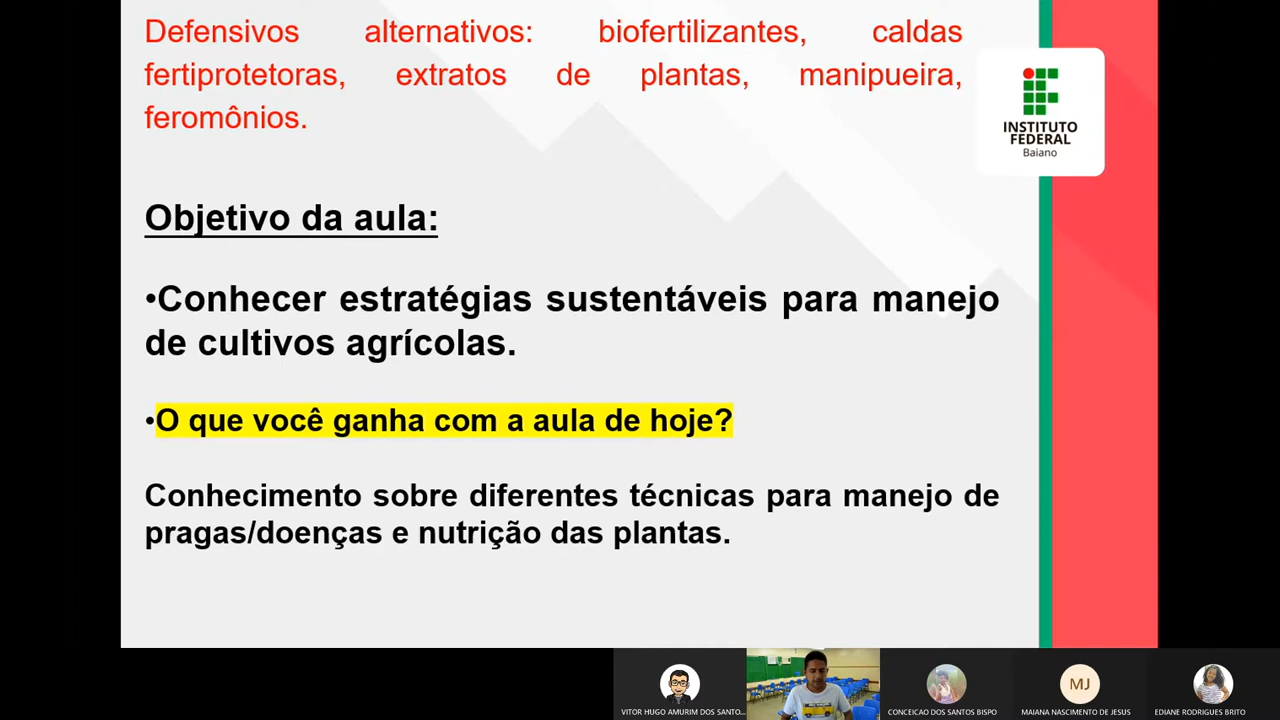 Defensivos alternativos: biofertilizantes, caldas
fertiprotetoras, extratos de plantas, manipueira,
feromônios.
INSTITUTO
FEDERAL
Baiano
Objetivo da aula:
•Conhecer estratégias sustentáveis para manejo
de cultivos agrícolas.
•O que você ganha com a aula de hoje?
Conhecimento sobre diferentes técnicas para manejo de
pragas/doenças e nutrição das plantas.
VITOR HUGO AMURIM DOS SANTO...
CONCEICAO DOS SANTOS BISPO
MJ
MAIANA NASCIMENTO DE JESUS
EDIANE RODRIGUES BRITO